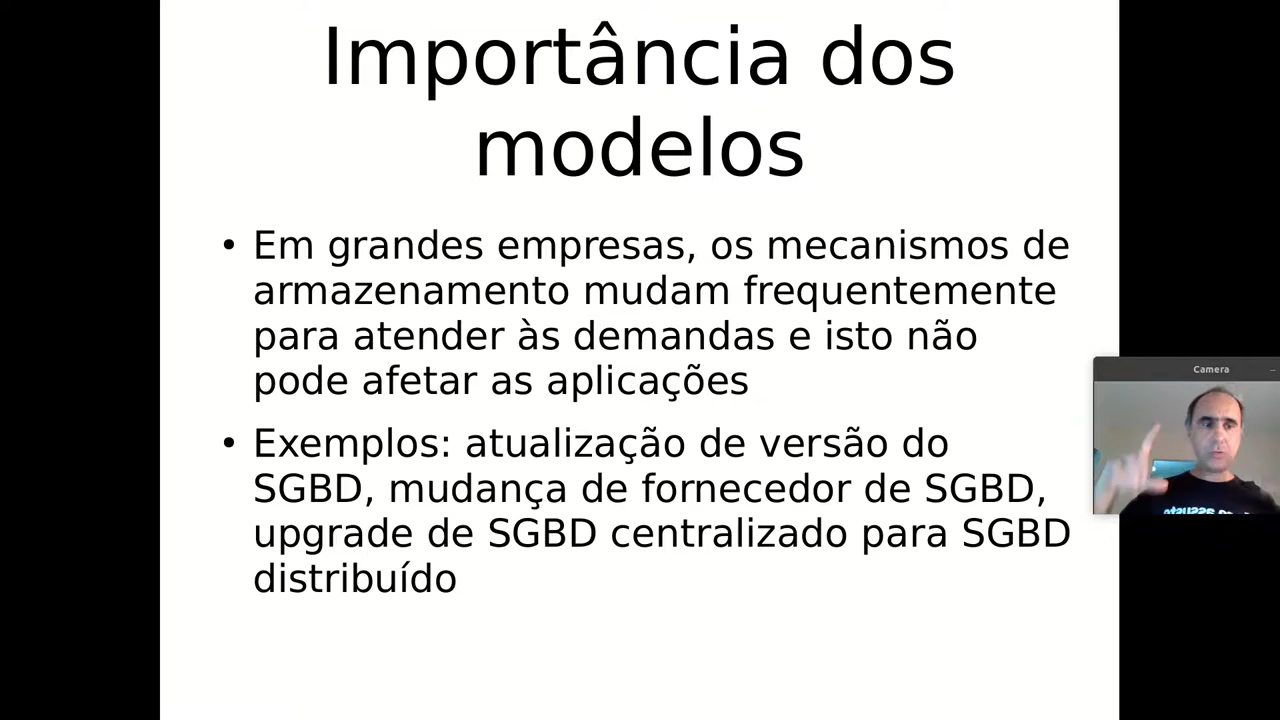 Importância dos
modelos
• Em grandes empresas, os mecanismos de
armazenamento mudam frequentemente
para atender às demandas e isto não
pode afetar as aplicações
• Exemplos: atualização de versão do
SGBD, mudança de fornecedor de SGBD,
upgrade de SGBD centralizado para SGBD
distribuído
Camera